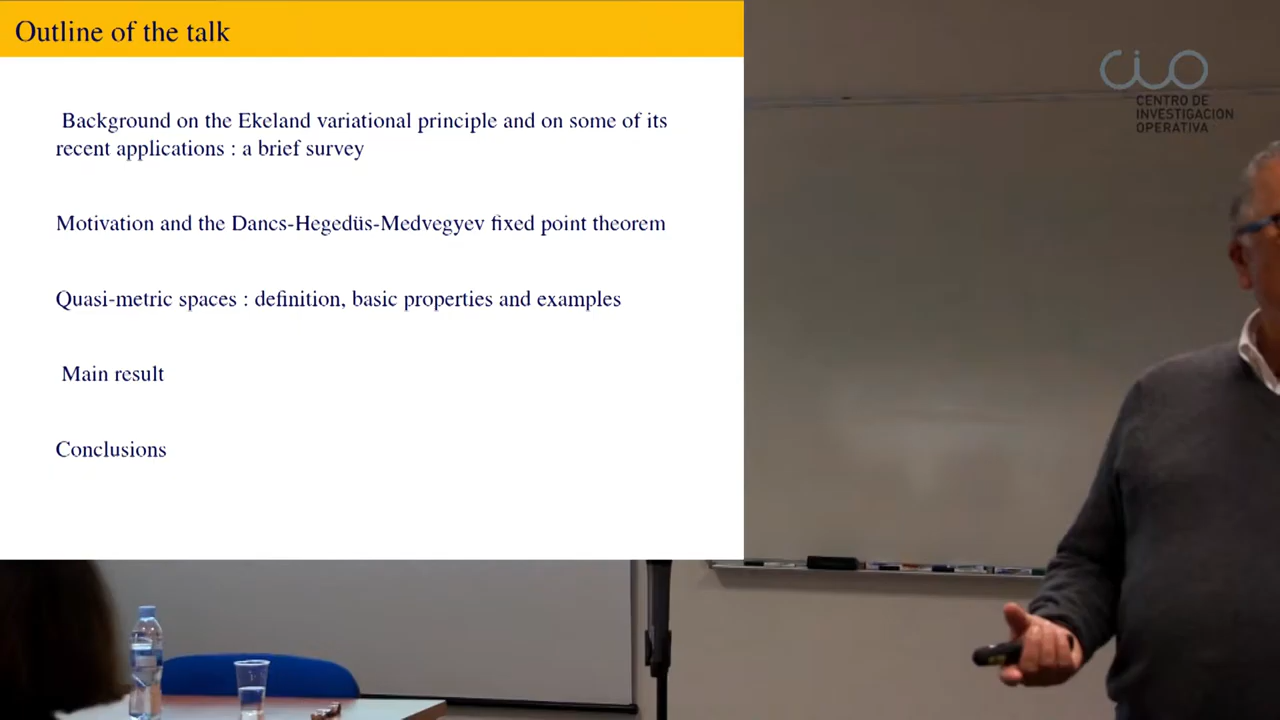 Outline of the talk
Background on the Ekeland variational principle and on some of its
recent applications : a brief survey
Motivation and the Dancs-Hegedüs-Medvegyev fixed point theorem
Quasi-metric spaces : definition, basic properties and examples
Main result
Conclusions
CIO
CENTRO DE
INVESTIGACION
OPERATIVA